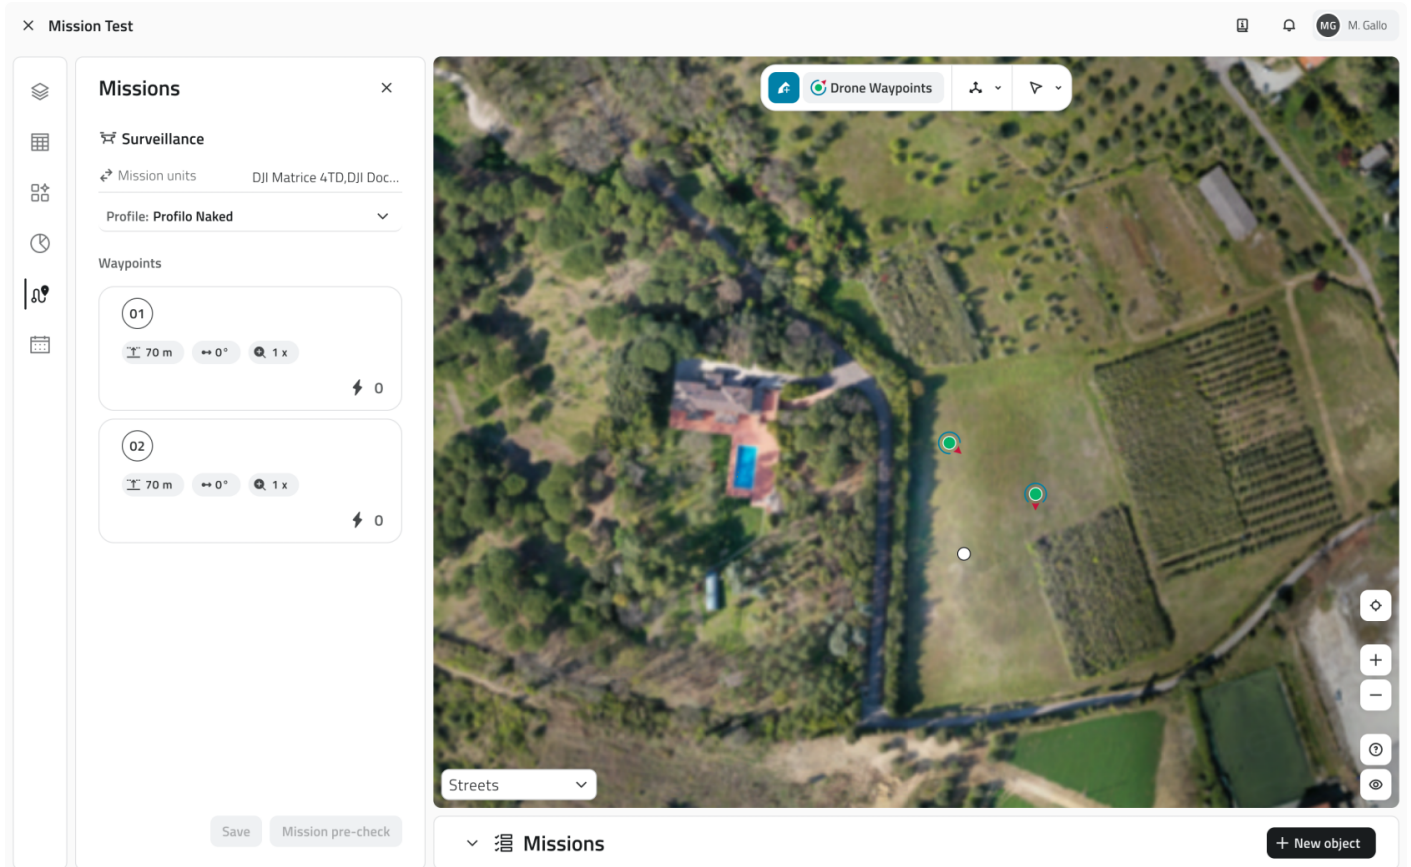 Mission Test
MG M. Gallo
Missions
Surveillance
Mission units DJI Matrice 4TD,DJI Doc...
Profile: Profilo Naked
Waypoints
01
70 m 0° 1 x
0
02
70 m 0° 1 x
0
Save Mission pre-check
Drone Waypoints
Streets
Missions
New object